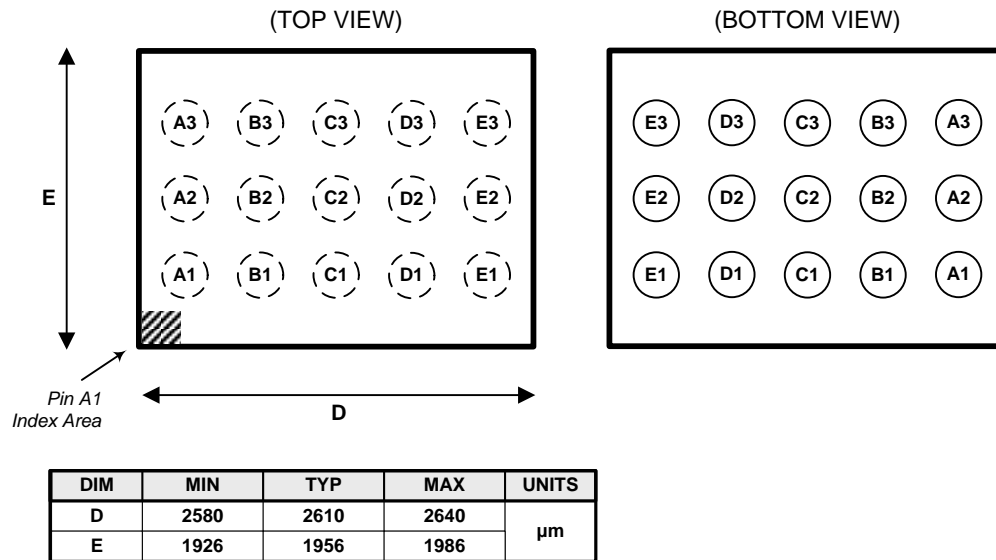 (TOP VIEW) (BOTTOM VIEW)
A3 B3 C3 D3 E3 E3 D3 C3 B3 A3
E A2 B2 C2 D2 E2 E2 D2 C2 B2 A2
A1 B1 C1 D1 E1 E1 D1 C1 B1 A1
Pin A1
Index Area
D
DIM MIN TYP MAX UNITS
D 2580 2610 2640 µm
E 1926 1956 1986